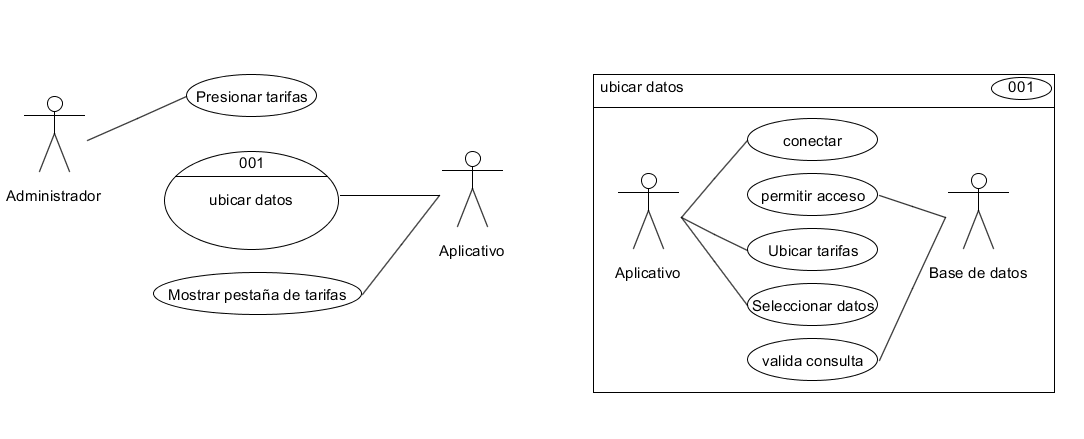 Presionar tarifas
Administrador
001
ubicar datos
Aplicativo
Mostrar pestaña de tarifas
ubicar datos
001
conectar
permitir acceso
Ubicar tarifas
Aplicativo
Base de datos
Seleccionar datos
valida consulta